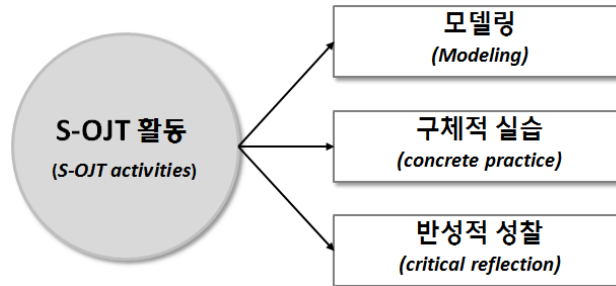 S-OJT 활동
(S-OJT activities)
모델링
(Modeling)
구체적 실습
(concrete practice)
반성적 성찰
(critical reflection)